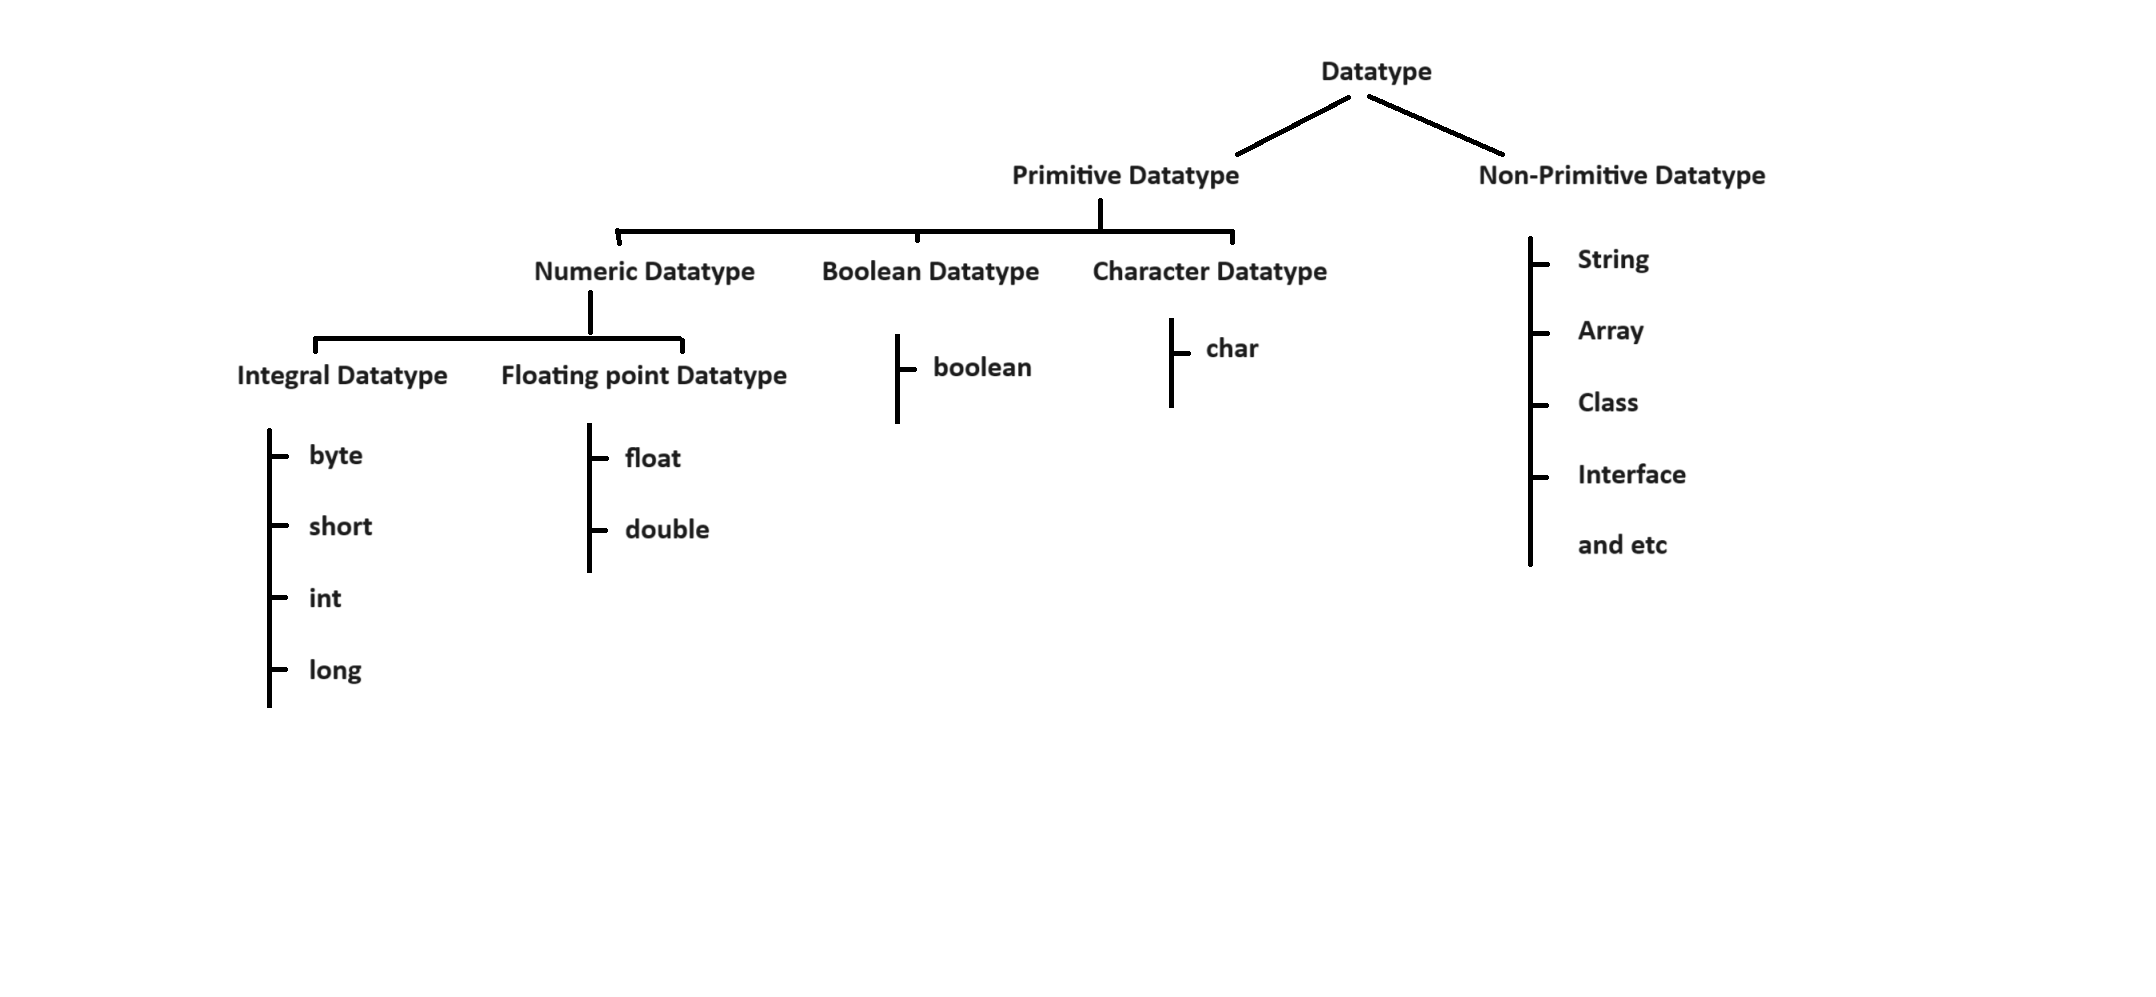 Datatype
Primitive Datatype
Non-Primitive Datatype
Numeric Datatype
Boolean Datatype
Character Datatype
Integral Datatype
Floating point Datatype
byte
short
int
long
float
double
boolean
char
String
Array
Class
Interface
and etc